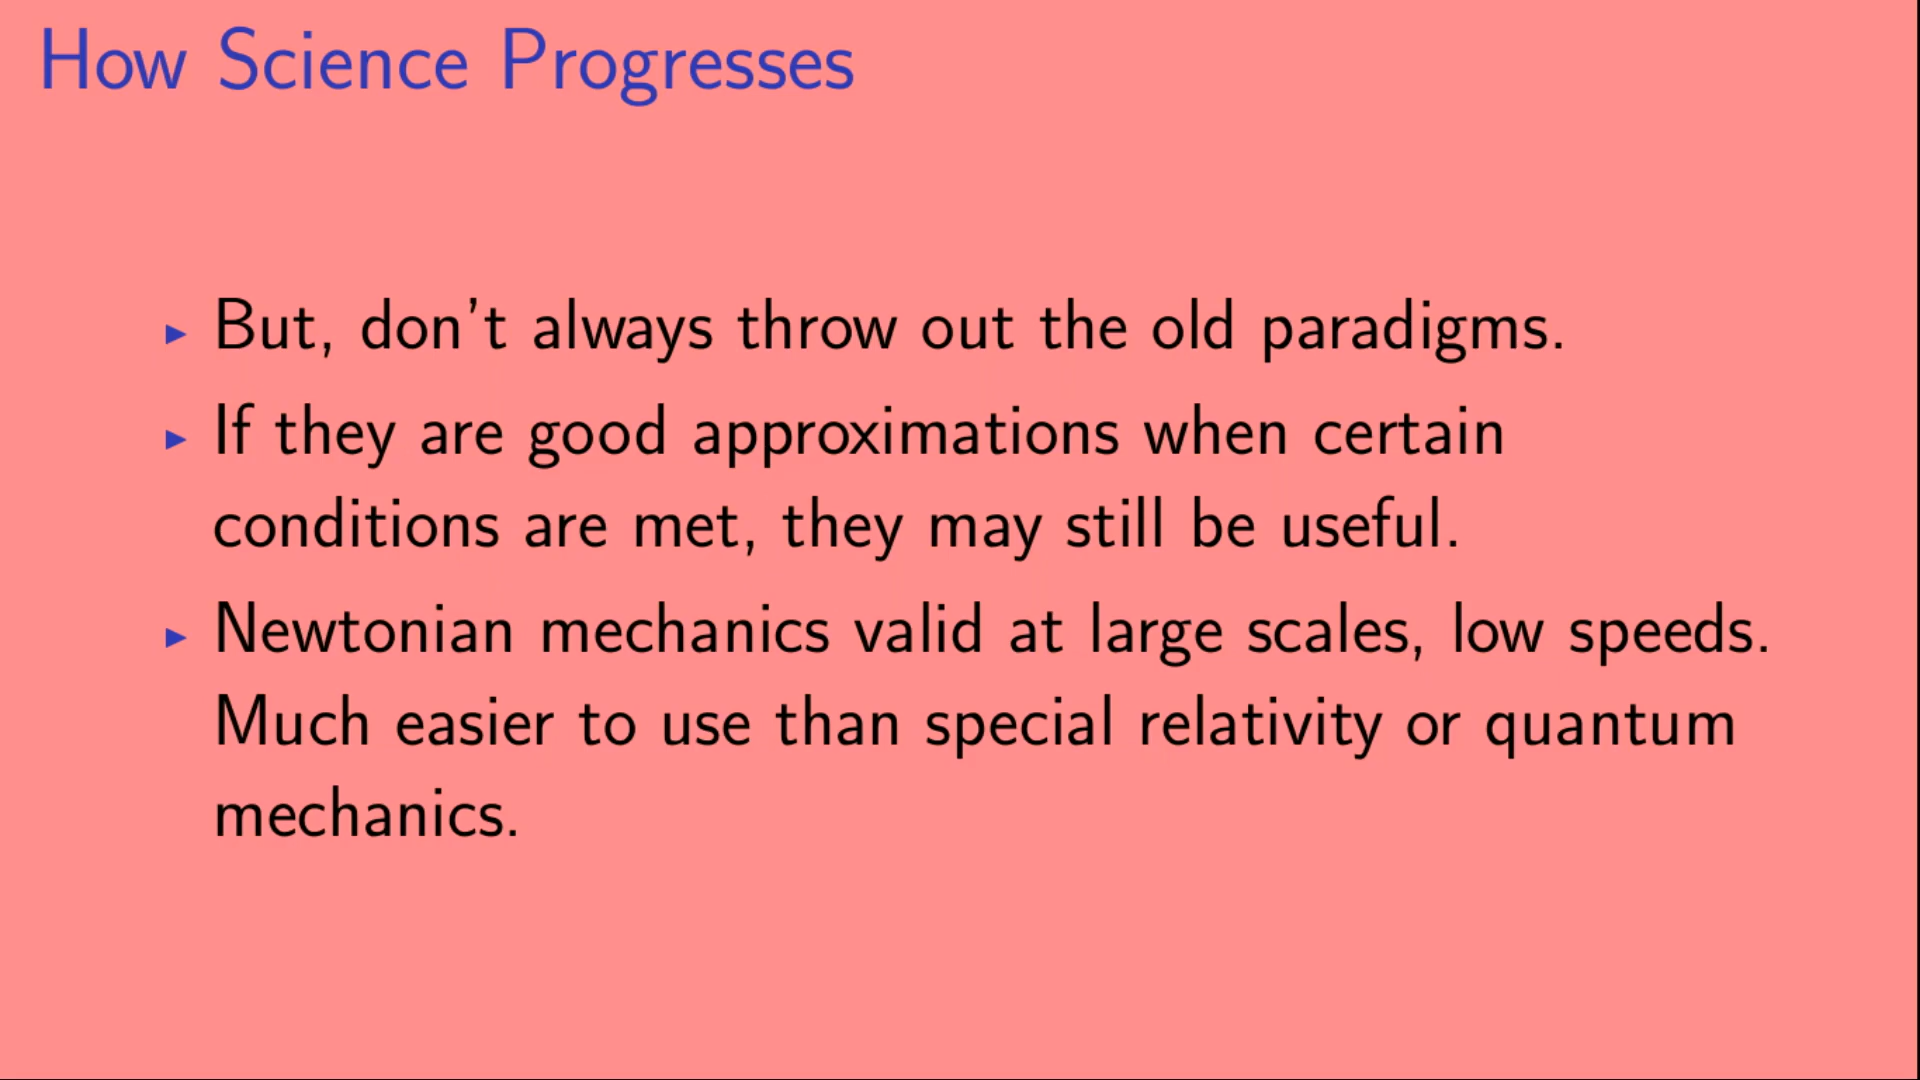 How Science Progresses
▶ But, don't always throw out the old paradigms.
▶ If they are good approximations when certain
conditions are met, they may still be useful.
▶ Newtonian mechanics valid at large scales, low speeds.
Much easier to use than special relativity or quantum
mechanics.